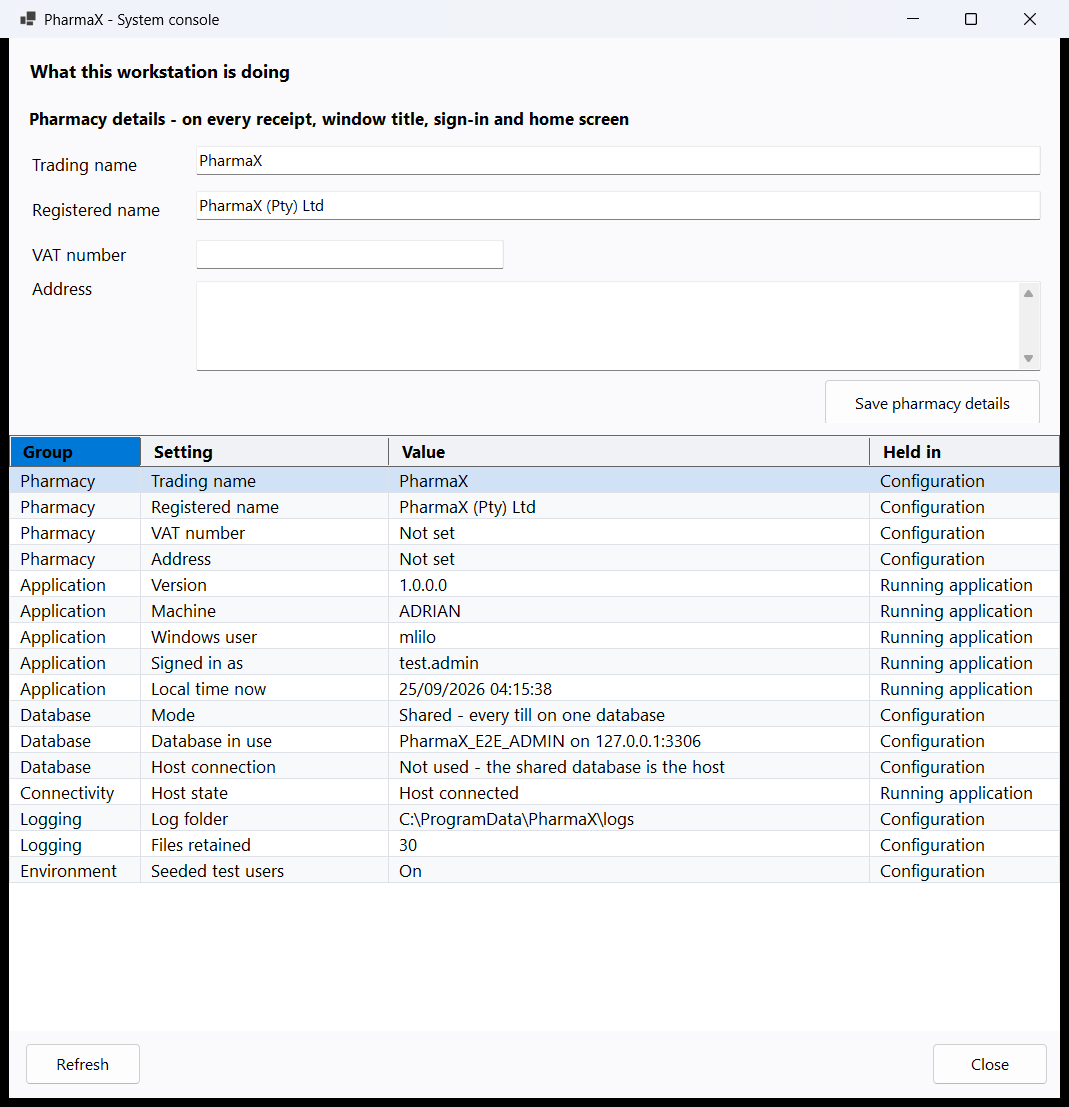 PharmaX - System console
What this workstation is doing
Pharmacy details - on every receipt, window title, sign-in and home screen
Trading name PharmaX
Registered name PharmaX (Pty) Ltd
VAT number
Address
Save pharmacy details
Group Setting Value Held in
Pharmacy Trading name PharmaX Configuration
Pharmacy Registered name PharmaX (Pty) Ltd Configuration
Pharmacy VAT number Not set Configuration
Pharmacy Address Not set Configuration
Application Version 1.0.0.0 Running application
Application Machine ADRIAN Running application
Application Windows user mlilo Running application
Application Signed in as test.admin Running application
Application Local time now 25/09/2026 04:15:38 Running application
Database Mode Shared - every till on one database Configuration
Database Database in use PharmaX_E2E_ADMIN on 127.0.0.1:3306 Configuration
Database Host connection Not used - the shared database is the host Configuration
Connectivity Host state Host connected Running application
Logging Log folder C:\ProgramData\PharmaX\logs Configuration
Logging Files retained 30 Configuration
Environment Seeded test users On Configuration
Refresh Close